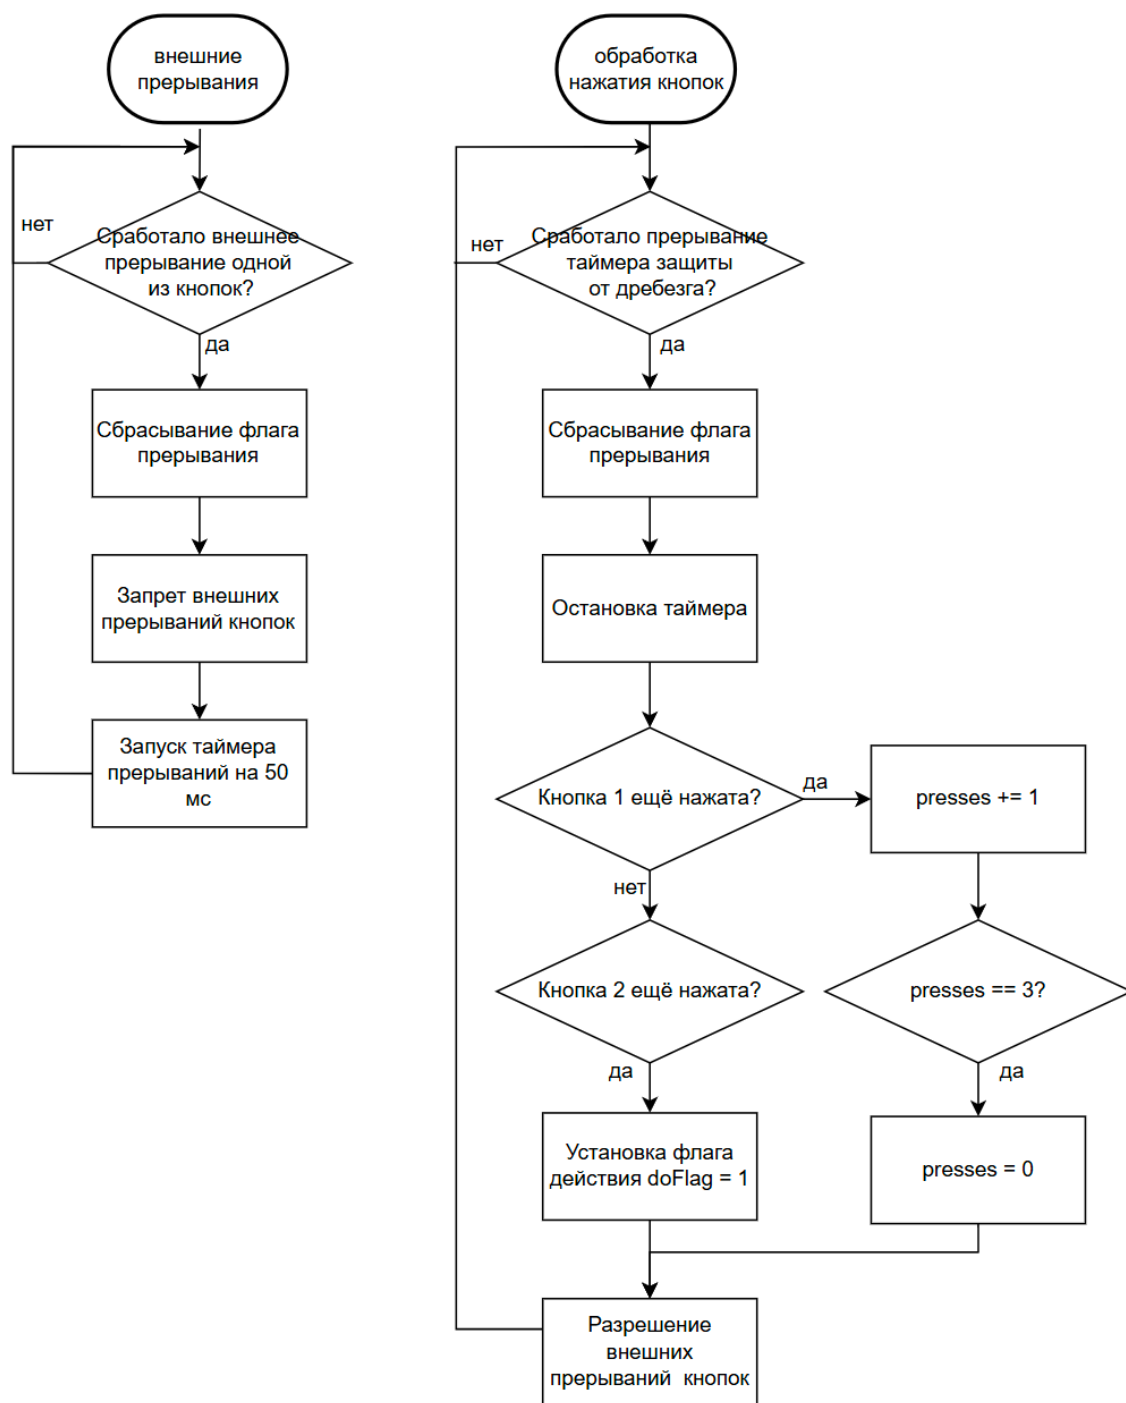 внешние
прерывания
нет
Сработало внешнее
прерывание одной
из кнопок?
да
Сбрасывание флага
прерывания
Запрет внешних
прерываний кнопок
Запуск таймера
прерываний на 50
мс
обработка
нажатия кнопок
нет
Сработало прерывание
таймера защиты
от дребезга?
да
Сбрасывание флага
прерывания
Остановка таймера
Кнопка 1 ещё нажата?
да
presses += 1
нет
Кнопка 2 ещё нажата?
presses == 3?
да
да
Установка флага
действия doFlag = 1
presses = 0
Разрешение
внешних
прерываний кнопок